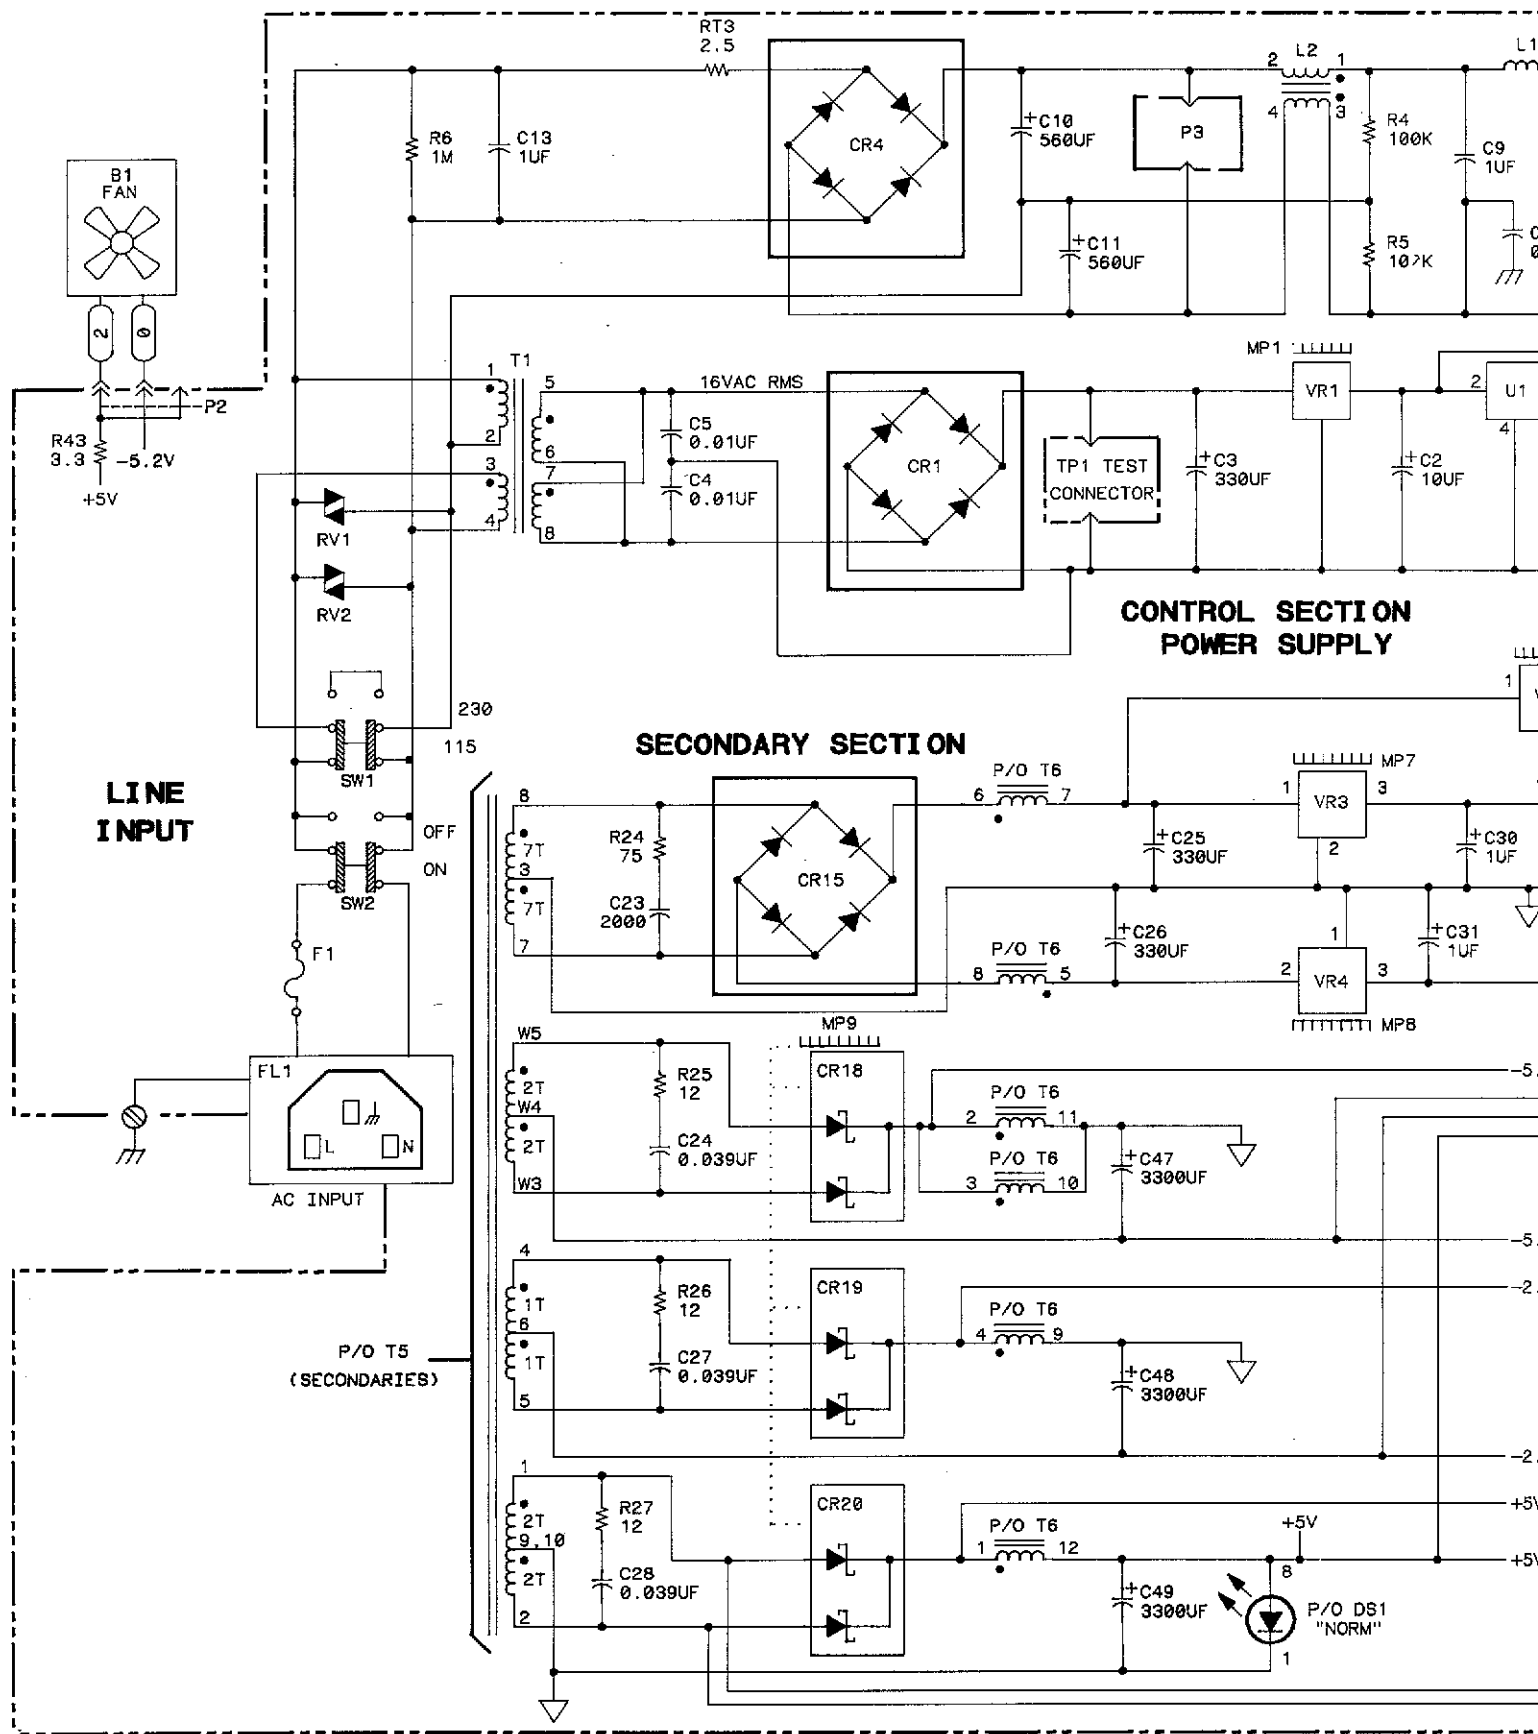 RT3
2.5
L2
L1
2
1
4
3
R6
1M
C13
1UF
CR4
+
C10
560UF
P3
R4
100K
C9
1UF
B1
FAN
+
C11
560UF
R5
2
0
T1
MP1
1
5
16VAC RMS
VR1
2
U1
P2
R43
3.3
-5.2V
+5V
2
6
C5
0.01UF
CR1
TP1 TEST
CONNECTOR
+
C3
330UF
+
C2
10UF
4
3
7
C4
0.01UF
4
8
RV1
RV2
CONTROL SECTION
POWER SUPPLY
1
230
115
SW1
SECONDARY SECTION
LINE
INPUT
OFF
ON
SW2
F1
P/O T6
6
7
MP7
1
VR3
3
2
8
7T
3
7T
7
R24
75
C23
2000
CR15
+
C25
330UF
+
C30
1UF
+
C26
330UF
1
+
C31
1UF
P/O T6
8
5
2
VR4
3
MP8
MP9
FL1
L
N
AC INPUT
W5
2T
W4
2T
W3
R25
12
C24
0.039UF
CR18
P/O T6
2
11
P/O T6
3
10
+
C47
3300UF
-5.
-5.
4
1T
6
1T
5
R26
12
C27
0.039UF
CR19
P/O T6
4
9
+
C48
3300UF
-2.
-2.
P/O T5
(SECONDARIES)
1
2T
9,10
2T
2
R27
12
C28
0.039UF
CR20
P/O T6
1
12
+
C49
3300UF
+5V
+5V
+5V
8
P/O DS1
"NORM"
1